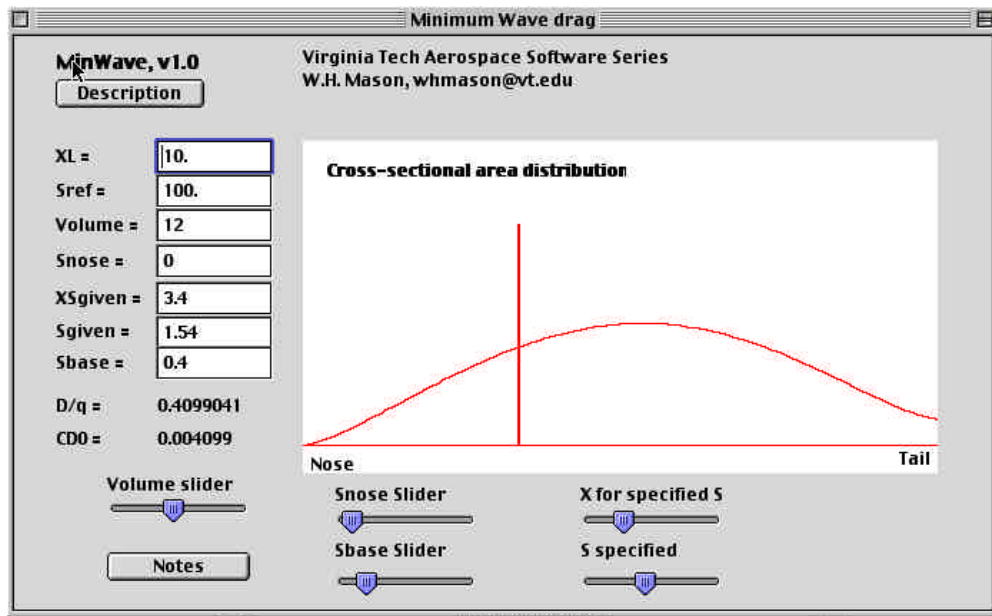 Minimum Wave drag
MinWave, v1.0
Virginia Tech Aerospace Software Series
W.H. Mason, whmason@vt.edu
Description
XL = 10.
Sref = 100.
Volume = 12
Snose = 0
XSgiven = 3.4
Sgiven = 1.54
Sbase = 0.4
D/q = 0.4099041
CD0 = 0.004099
Cross-sectional area distribution
Nose
Tail
Volume slider
Snose Slider
X for specified S
Sbase Slider
S specified
Notes